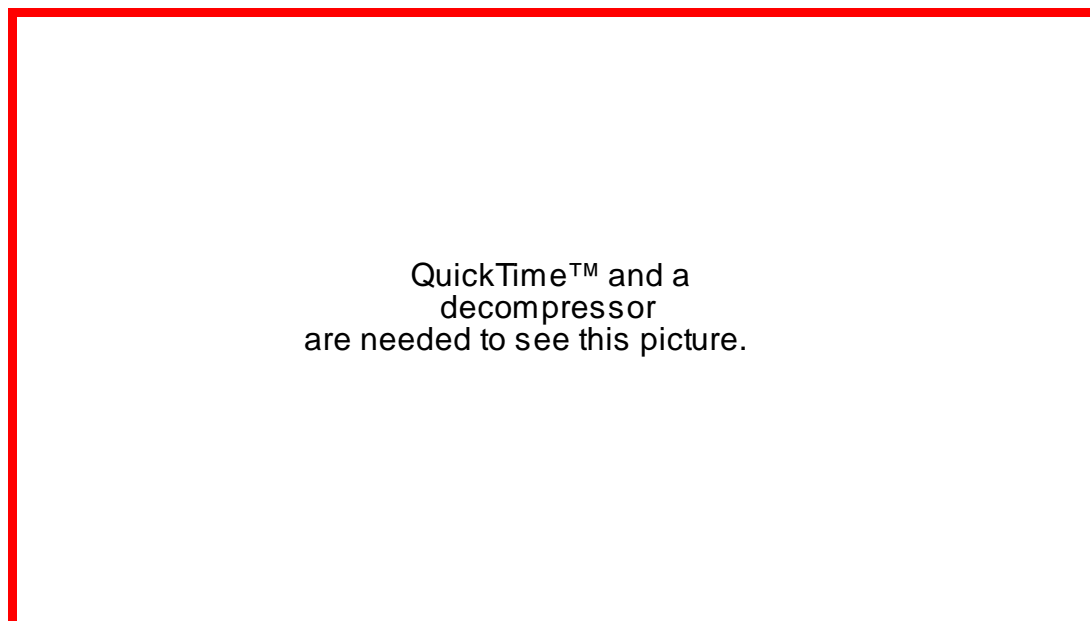 QuickTime™ and a
decompressor
are needed to see this picture.